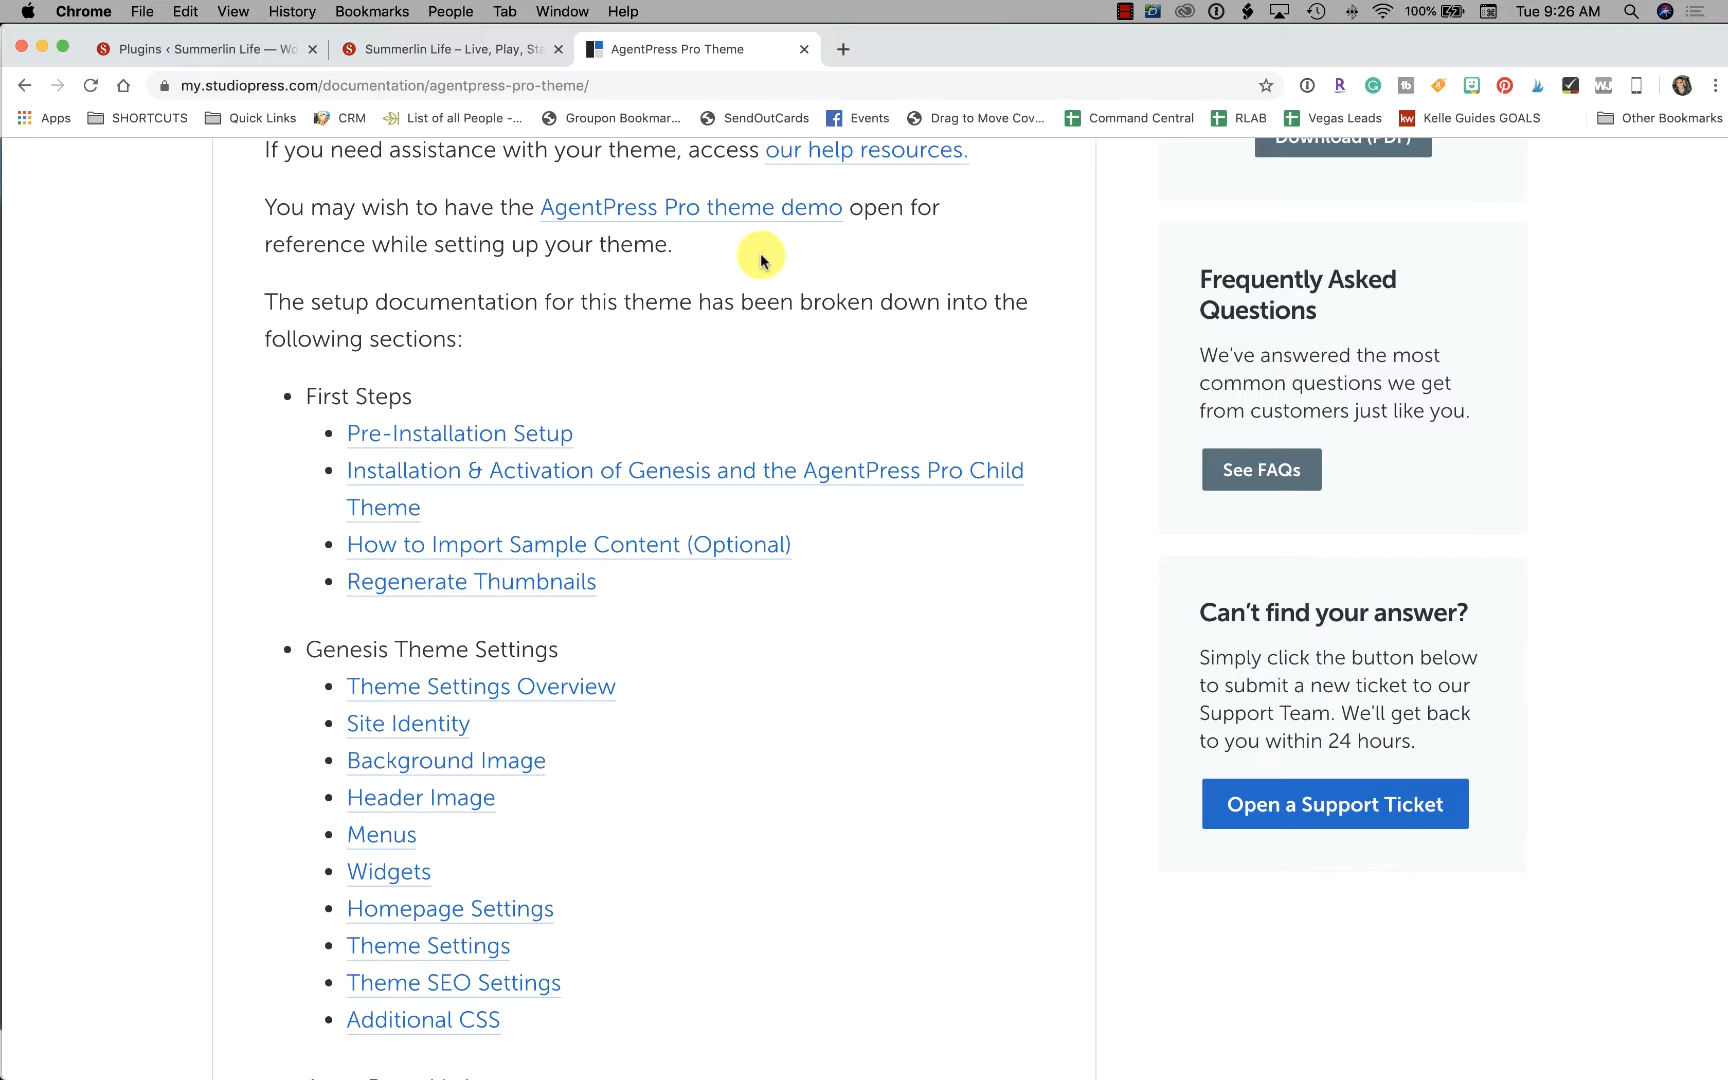 Chrome File Edit View History Bookmarks People Tab Window Help 100% Tue 9:26 AM
Plugins ‹ Summerlin Life — Wo Summerlin Life – Live, Play, Sta AgentPress Pro Theme
my.studiopress.com/documentation/agentpress-pro-theme/
Apps SHORTCUTS Quick Links CRM List of all People -... Groupon Bookmar... SendOutCards Events Drag to Move Cov... Command Central RLAB Vegas Leads Kelle Guides GOALS Other Bookmarks
If you need assistance with your theme, access our help resources.
You may wish to have the AgentPress Pro theme demo open for
reference while setting up your theme.
The setup documentation for this theme has been broken down into the
following sections:
First Steps
Pre-Installation Setup
Installation & Activation of Genesis and the AgentPress Pro Child
Theme
How to Import Sample Content (Optional)
Regenerate Thumbnails
Genesis Theme Settings
Theme Settings Overview
Site Identity
Background Image
Header Image
Menus
Widgets
Homepage Settings
Theme Settings
Theme SEO Settings
Additional CSS
Download (PDF)
Frequently Asked
Questions
We've answered the most
common questions we get
from customers just like you.
See FAQs
Can't find your answer?
Simply click the button below
to submit a new ticket to our
Support Team. We'll get back
to you within 24 hours.
Open a Support Ticket